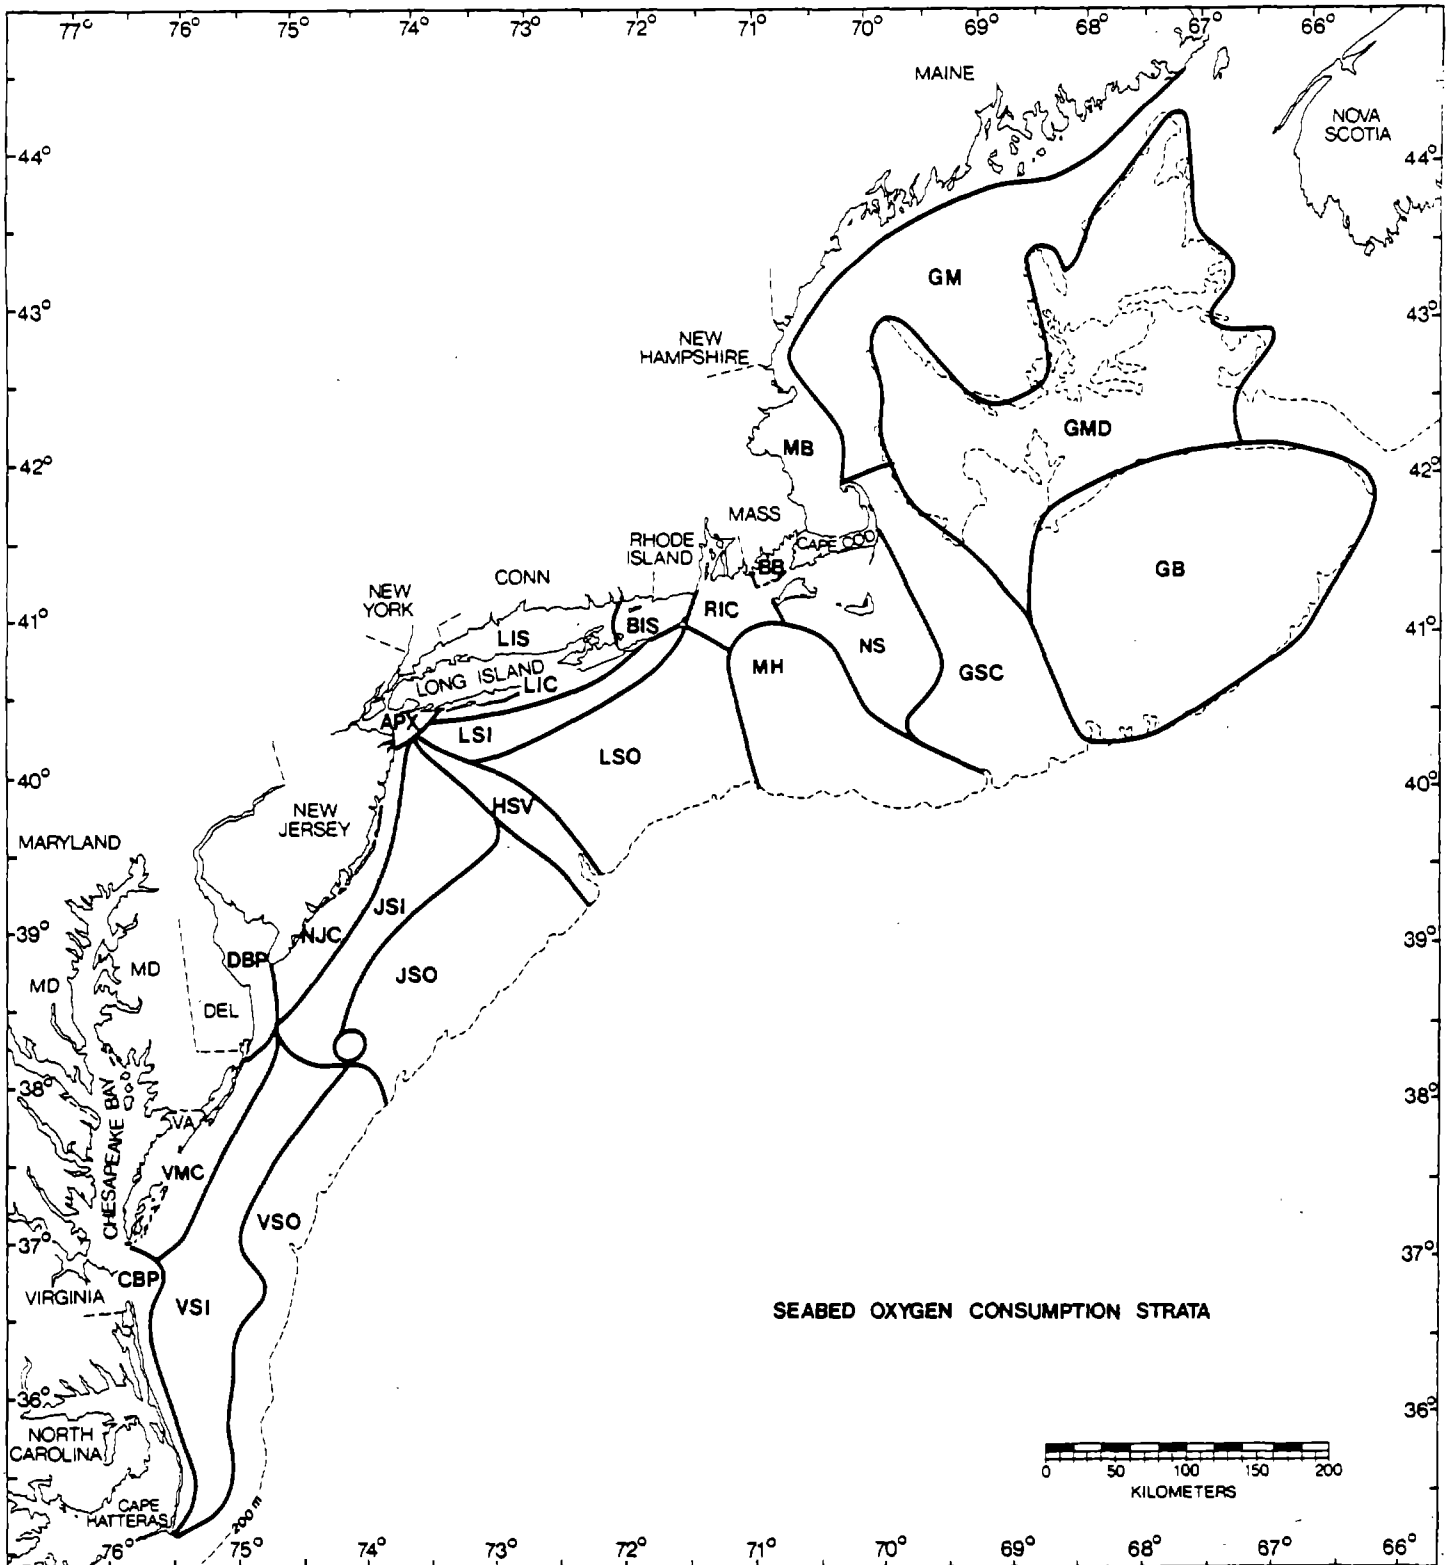 77° 76° 75° 74° 73° 72° 71° 70° 69° 68° 67° 66°
MAINE
NOVA
SCOTIA
44° 44°
GM
43° 43°
NEW
HAMPSHIRE
GMD
MB
42° 42°
MASS
RHODE
ISLAND
CAPE COD
BB
GB
CONN
NEW
YORK
RIC
41° 41°
BIS
LIS
NS
MH
GSC
LONG ISLAND
LIC
APX
LSI
LSO
40° 40°
HSV
NEW
JERSEY
MARYLAND
JSI
39° 39°
NJC
DBP
MD
JSO
MD
DEL
38° 38°
CHESAPEAKE BAY
VA
VMC
VSO
37° 37°
CBP
VIRGINIA
VSI
SEABED OXYGEN CONSUMPTION STRATA
36° 36°
NORTH
CAROLINA
0 50 100 150 200
KILOMETERS
CAPE
HATTERAS
200 m
76° 75° 74° 73° 72° 71° 70° 69° 68° 67° 66°